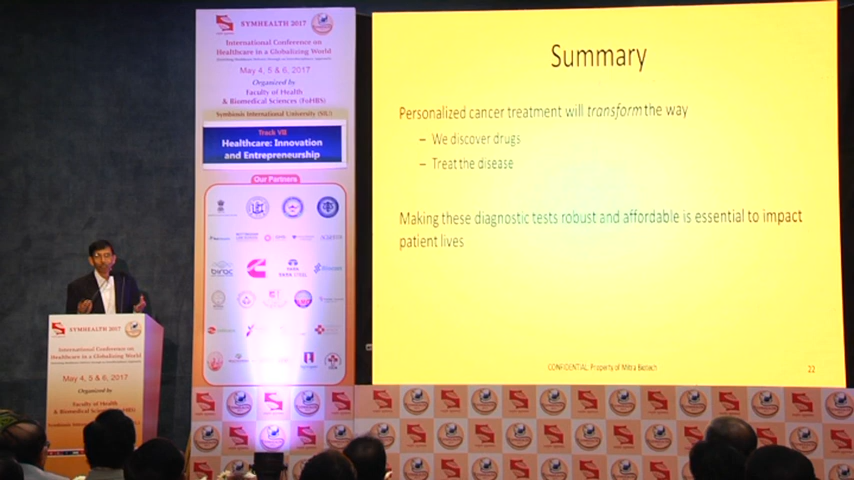 SYMHEALTH 2017
International Conference on
Healthcare in a Globalizing World
May 4, 5 & 6, 2017
Organized by
Faculty of Health
& Biomedical Sciences (FoHBS)
Symbiosis International University (SIU)
Track VII
Healthcare: Innovation
and Entrepreneurship
Our Partners
birac
TATA
TATA STEEL
Summary
Personalized cancer treatment will transform the way
– We discover drugs
– Treat the disease
Making these diagnostic tests robust and affordable is essential to impact
patient lives
CONFIDENTIAL, Property of Mitra Biotech
22
SYMHEALTH 2017
International Conference on
Healthcare in a Globalizing World
May 4, 5 & 6, 2017
Organized by
Faculty of Health
& Biomedical Sciences